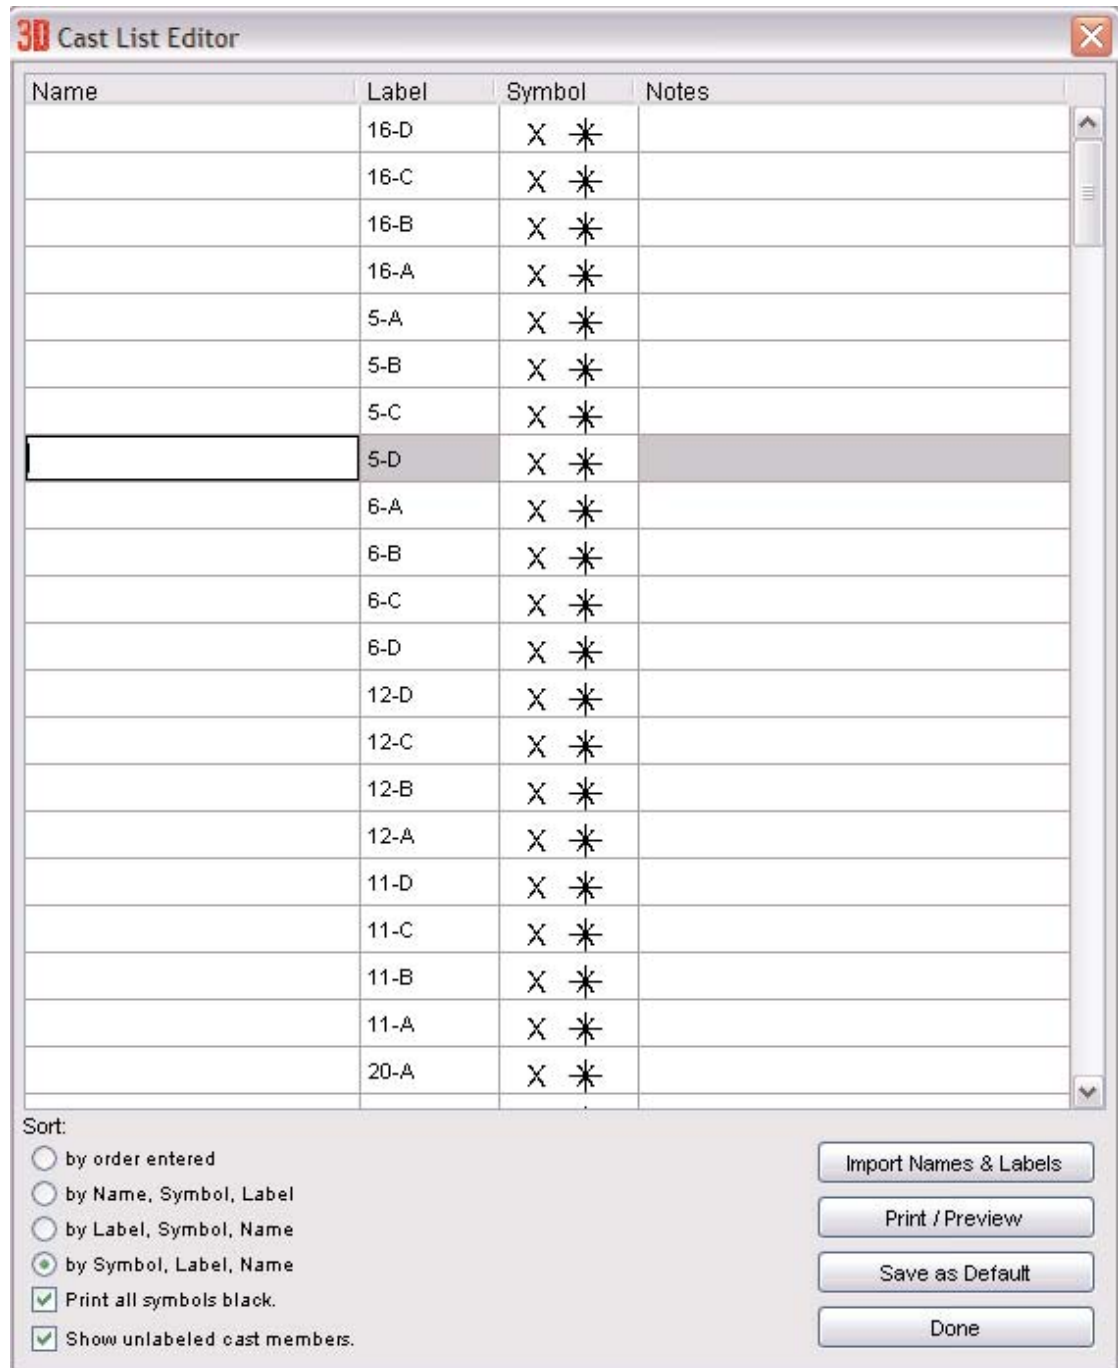 3D Cast List Editor
Name Label Symbol Notes
16-D X
16-C X
16-B X
16-A X
5-A X
5-B X
5-C X
5-D X
6-A X
6-B X
6-C X
6-D X
12-D X
12-C X
12-B X
12-A X
11-D X
11-C X
11-B X
11-A X
20-A X
Sort:
by order entered
by Name, Symbol, Label
by Label, Symbol, Name
by Symbol, Label, Name
Print all symbols black.
Show unlabeled cast members.
Import Names & Labels
Print / Preview
Save as Default
Done